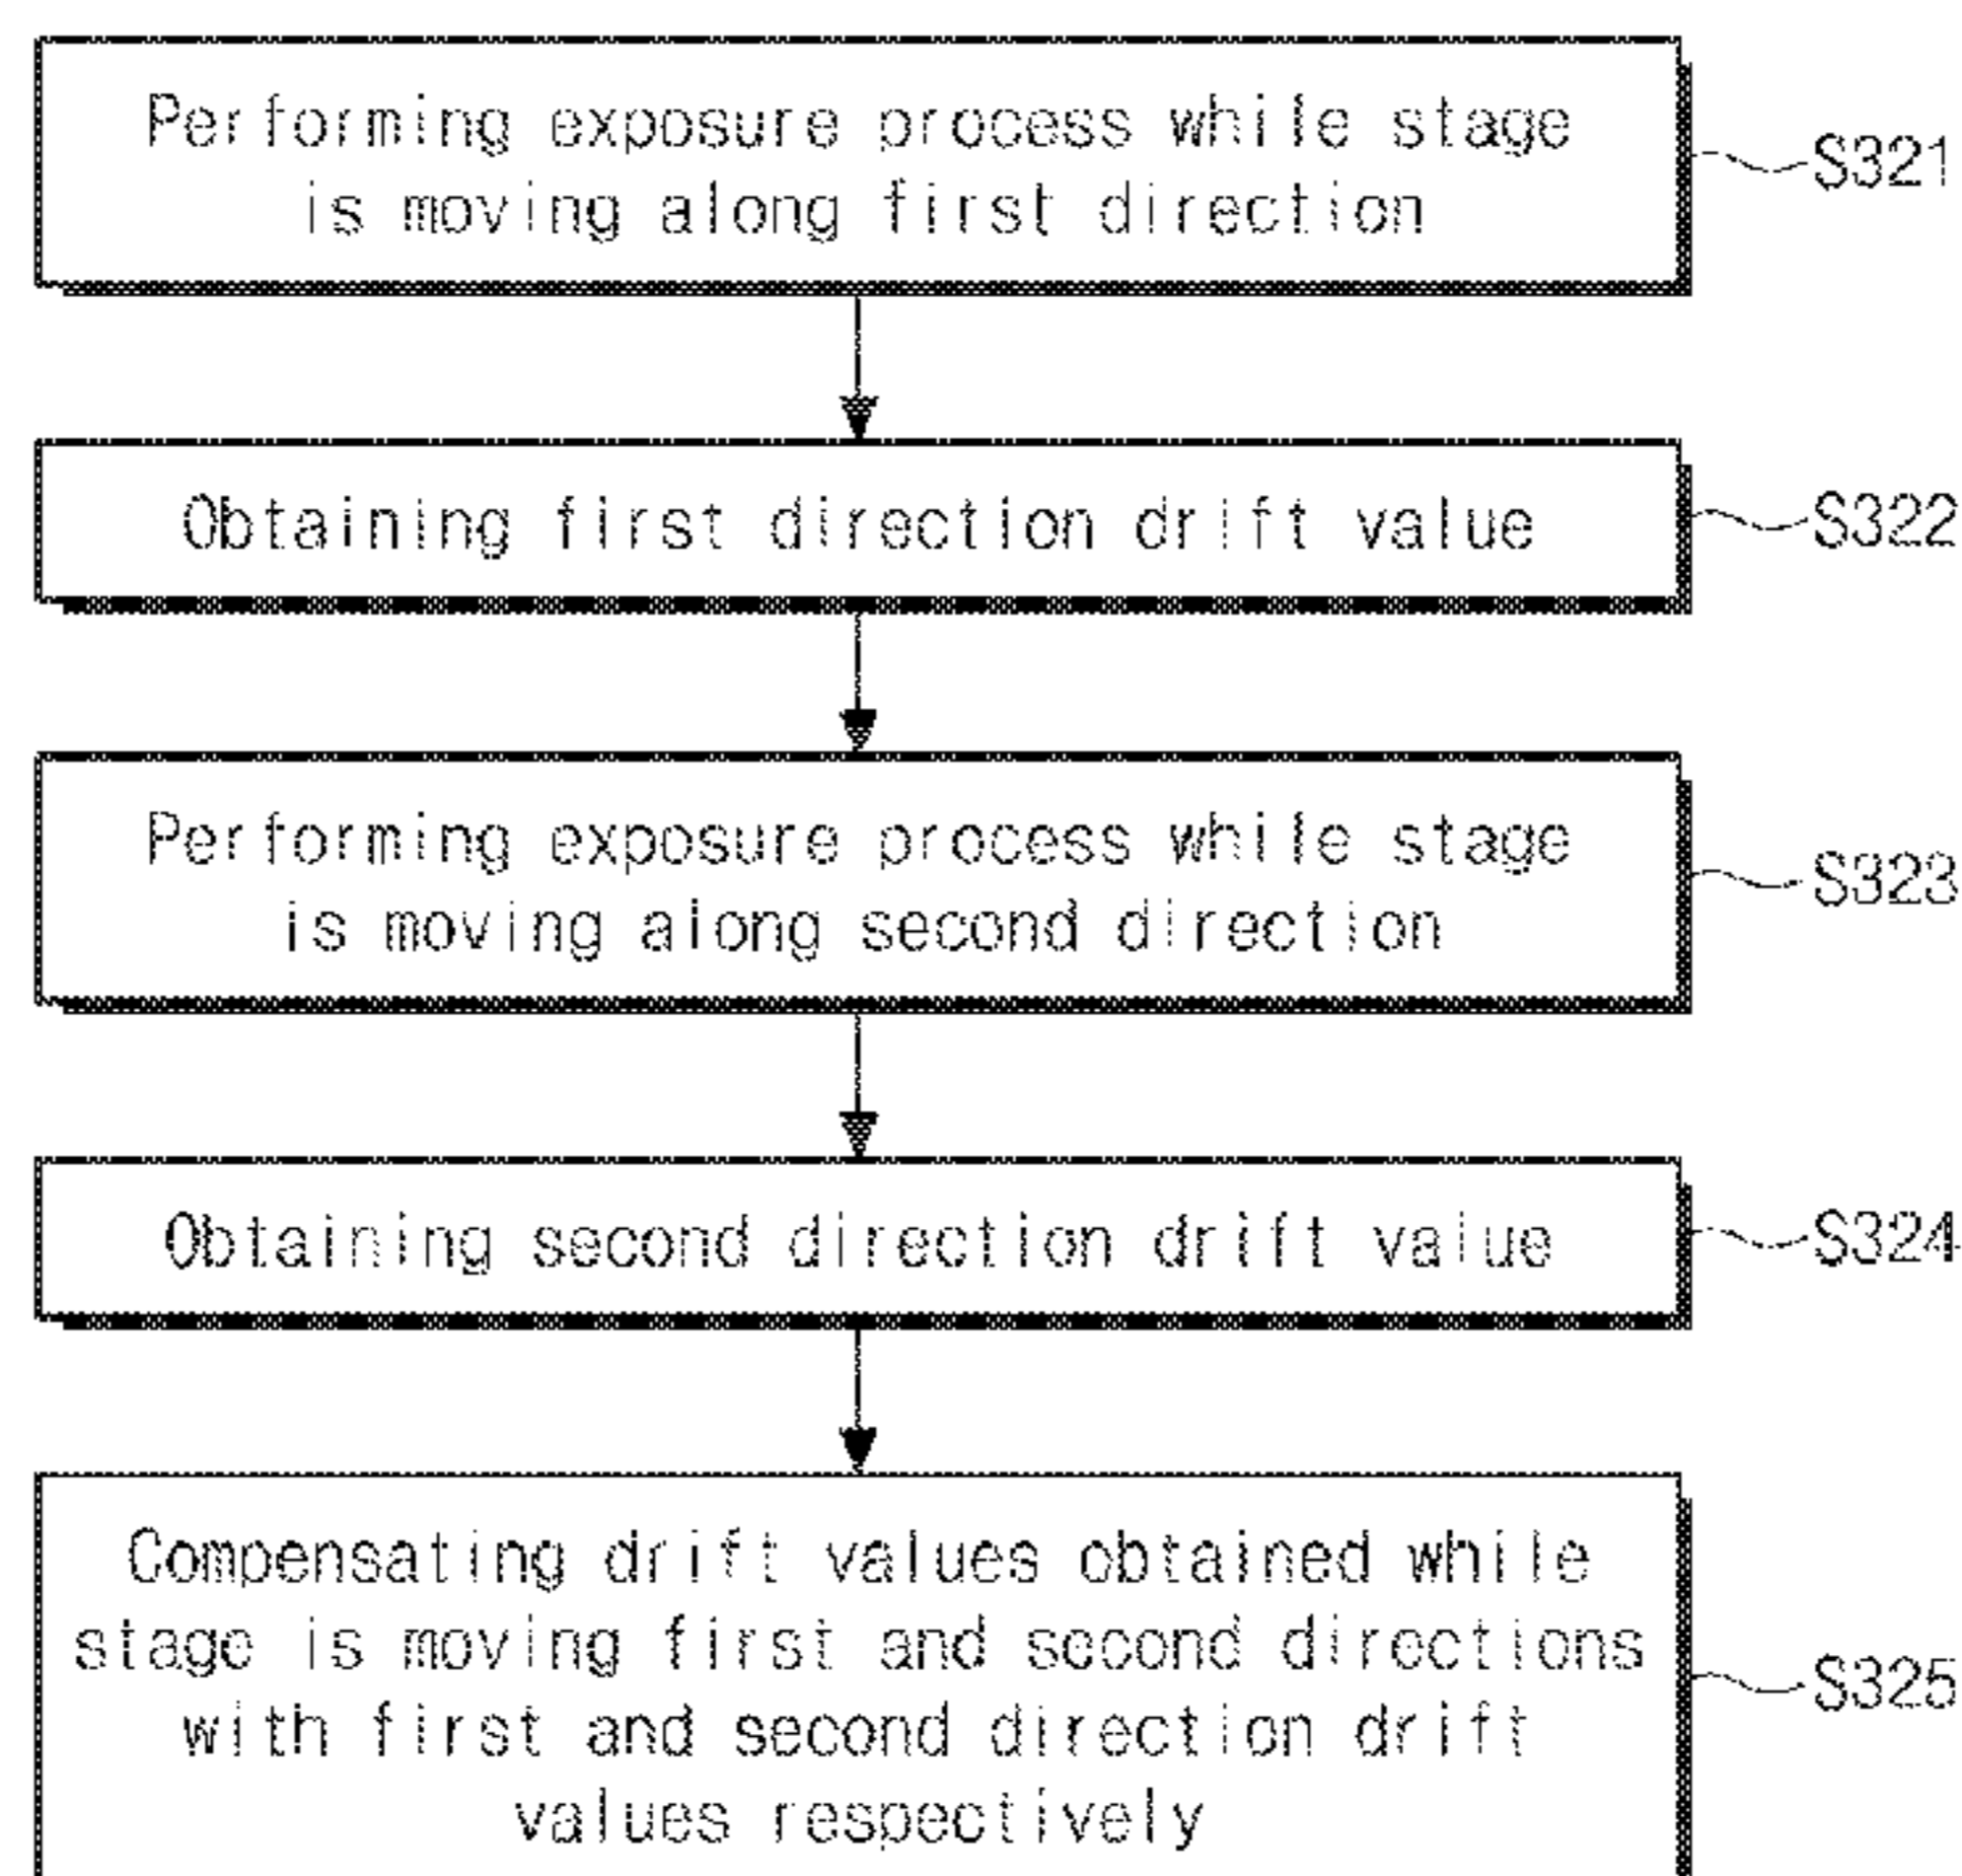 Performing exposure process while stage
is moving along first direction
S321
Obtaining first direction drift value
S322
Performing exposure process while stage
is moving along second direction
S323
Obtaining second direction drift value
S324
Compensating drift values obtained while
stage is moving first and second directions
with first and second direction drift
values respectively
S325